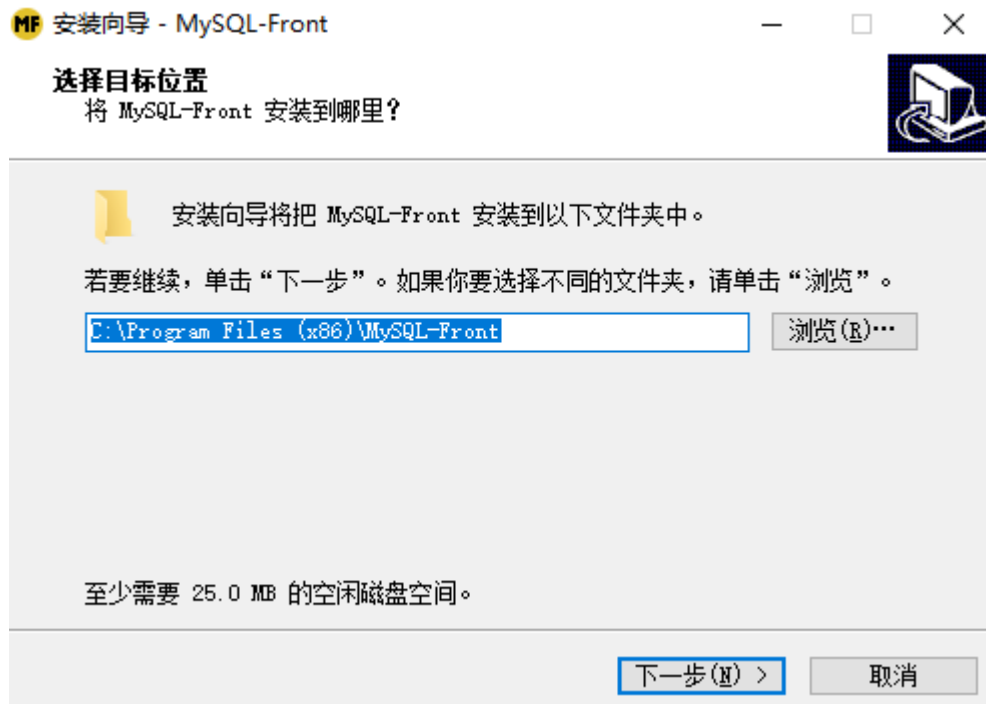 MF 安装向导 - MySQL-Front
选择目标位置
将 MySQL-Front 安装到哪里?
安装向导将把 MySQL-Front 安装到以下文件夹中。
若要继续，单击“下一步”。如果你要选择不同的文件夹，请单击“浏览”。
C:\Program Files (x86)\MySQL-Front
浏览(R)…
至少需要 25.0 MB 的空闲磁盘空间。
下一步(N) >
取消